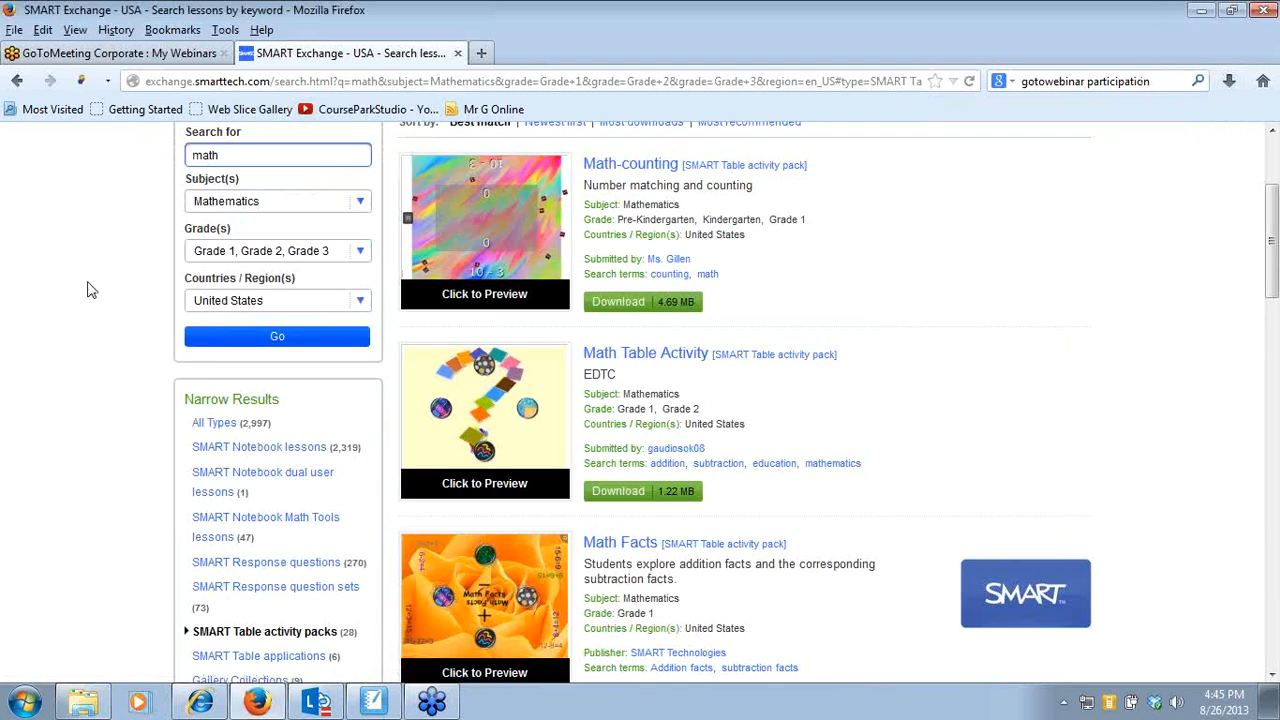 SMART Exchange - USA - Search lessons by keyword - Mozilla Firefox
File Edit View History Bookmarks Tools Help
GoToMeeting Corporate : My Webinars
SMART Exchange - USA - Search less...
exchange.smarttech.com/search.html?q=math&subject=Mathematics&grade=Grade+1&grade=Grade+2&grade=Grade+3&region=en_US#type=SMART Ta
gotowebinar participation
Most Visited Getting Started Web Slice Gallery CourseParkStudio - Yo... Mr G Online
Search for
math
Subject(s)
Mathematics
Grade(s)
Grade 1, Grade 2, Grade 3
Countries / Region(s)
United States
Go
Narrow Results
All Types (2,997)
SMART Notebook lessons (2,319)
SMART Notebook dual user
lessons (1)
SMART Notebook Math Tools
lessons (47)
SMART Response questions (270)
SMART Response question sets
(73)
SMART Table activity packs (28)
SMART Table applications (6)
Gallery Collections (9)
Sort by: Best match Newest first Most downloads Most recommended
10 - 3
0
0
10 - 3
Click to Preview
Math-counting [SMART Table activity pack]
Number matching and counting
Subject: Mathematics
Grade: Pre-Kindergarten, Kindergarten, Grade 1
Countries / Region(s): United States
Submitted by: Ms. Gillen
Search terms: counting, math
Download 4.69 MB
Click to Preview
Math Table Activity [SMART Table activity pack]
EDTC
Subject: Mathematics
Grade: Grade 1, Grade 2
Countries / Region(s): United States
Submitted by: gaudiosok08
Search terms: addition, subtraction, education, mathematics
Download 1.22 MB
Math Facts
Click to Preview
Math Facts [SMART Table activity pack]
Students explore addition facts and the corresponding
subtraction facts.
Subject: Mathematics
Grade: Grade 1
Countries / Region(s): United States
Publisher: SMART Technologies
Search terms: Addition facts, subtraction facts
SMART
4:45 PM
8/26/2013